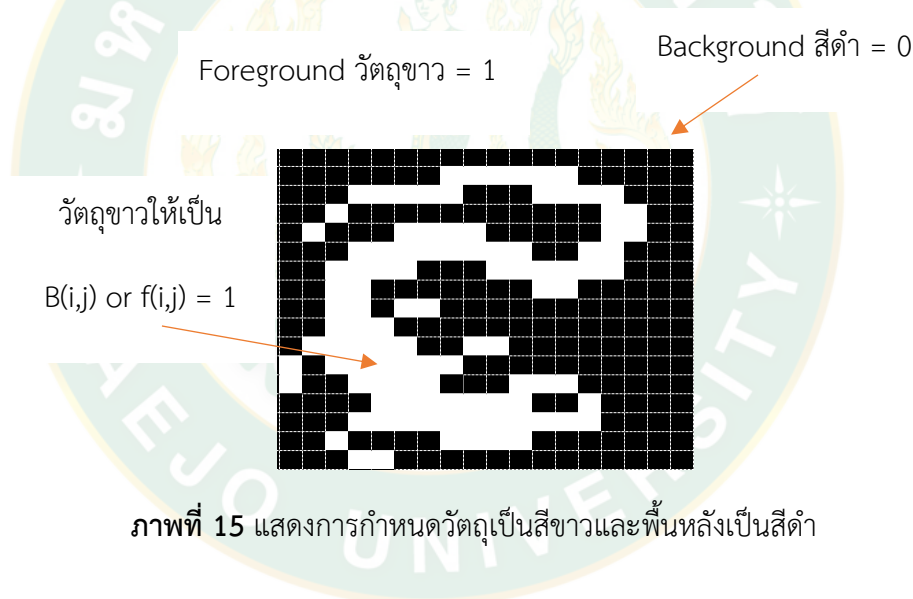 Background สีดำ = 0
Foreground วัตถุขาว = 1
วัตถุขาวให้เป็น
B(i,j) or f(i,j) = 1
ภาพที่ 15 แสดงการกำหนดวัตถุเป็นสีขาวและพื้นหลังเป็นสีดำ
UNIVERSITY